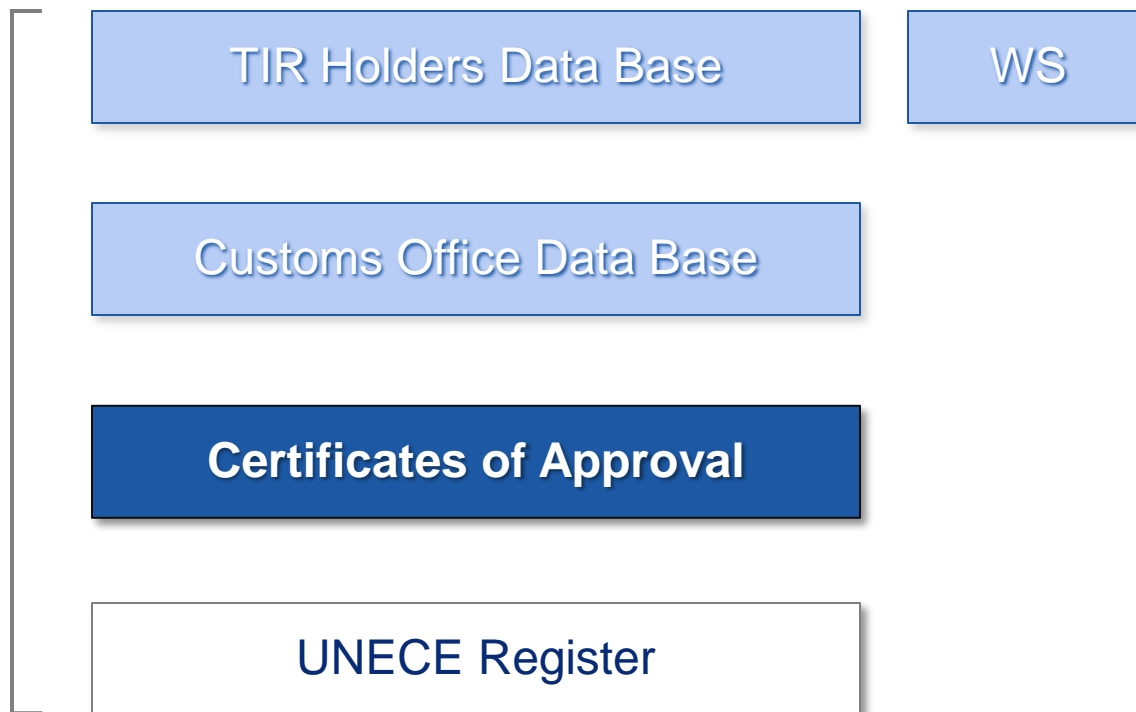 TIR Holders Data Base
WS
Customs Office Data Base
Certificates of Approval
UNECE Register